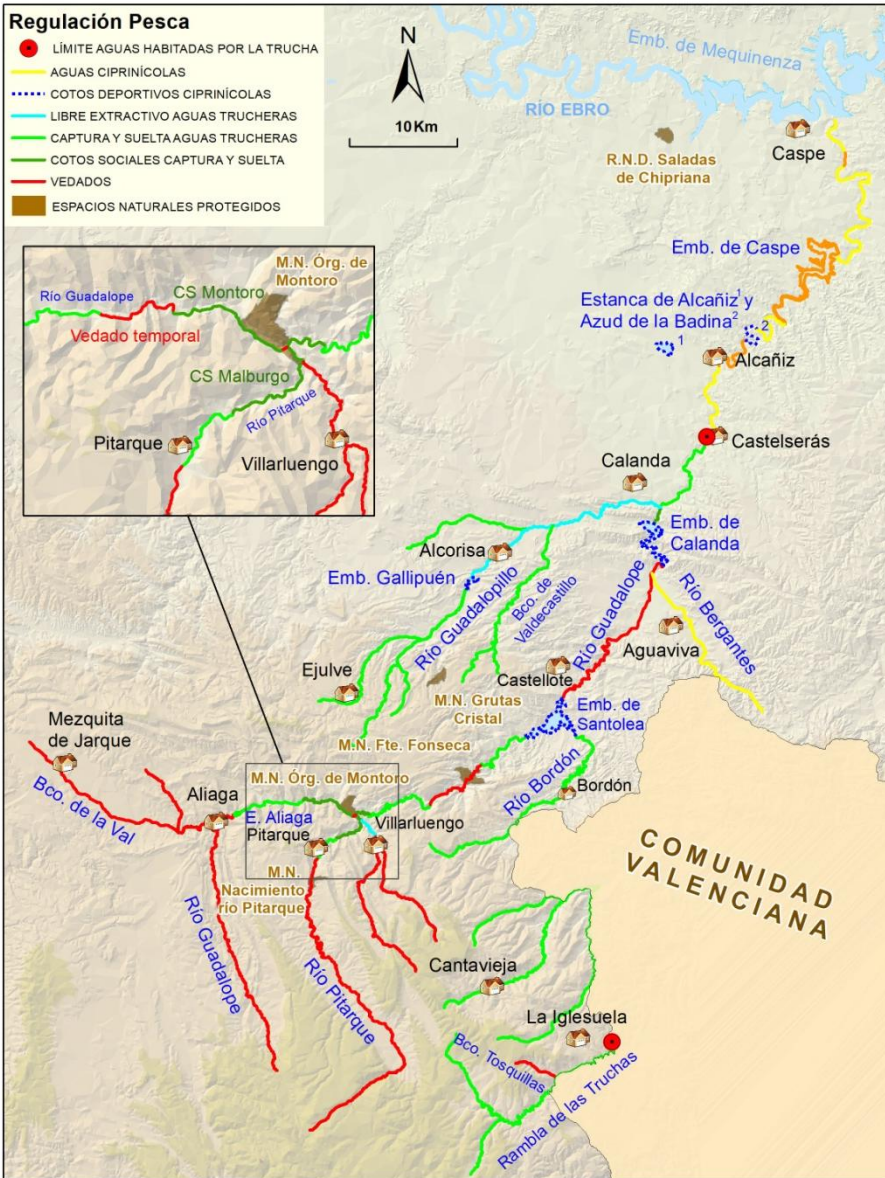 Regulación Pesca
LÍMITE AGUAS HABITADAS POR LA TRUCHA
AGUAS CIPRINÍCOLAS
COTOS DEPORTIVOS CIPRINÍCOLAS
LIBRE EXTRACTIVO AGUAS TRUCHERAS
CAPTURA Y SUELTA AGUAS TRUCHERAS
COTOS SOCIALES CAPTURA Y SUELTA
VEDADOS
ESPACIOS NATURALES PROTEGIDOS
N
10 Km
Emb. de Mequinenza
RÍO EBRO
Caspe
R.N.D. Saladas
de Chipriana
Emb. de Caspe
Estanca de Alcañiz¹ y
Azud de la Badina²
1
2
Alcañiz
M.N. Órg. de
Montoro
Río Guadalope
CS Montoro
Vedado temporal
CS Malburgo
Río Pitarque
Pitarque
Villarluengo
Castelserás
Calanda
Emb. de
Calanda
Alcorisa
Emb. Gallipuén
Río Guadalopillo
Bco. de
Valdecastillo
Río Guadalope
Río Bergantes
Aguaviva
Ejulve
Castellote
M.N. Grutas
Cristal
Emb. de
Santolea
Mezquita
de Jarque
M.N. Fte. Fonseca
M.N. Órg. de Montoro
Río Bordón
Bordón
Bco. de la Val
Aliaga
E. Aliaga
Pitarque
Villarluengo
M.N.
Nacimiento
río Pitarque
COMUNIDAD
VALENCIANA
Río Guadalope
Río Pitarque
Cantavieja
La Iglesuela
Bco. Tosquillas
Rambla de las Truchas